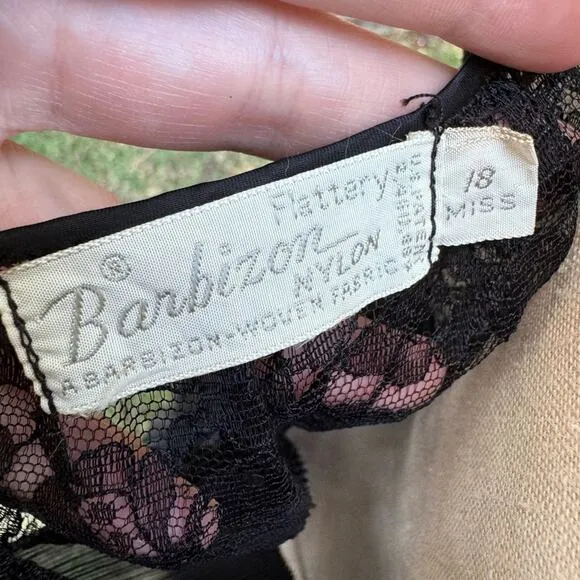 Flattery
® Barbizon
NYLON
A BARBIZON-WOVEN FABRIC
18
MISS